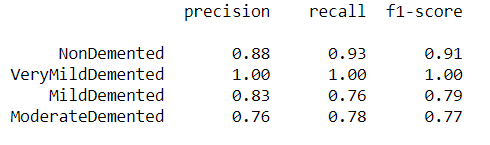 precision recall f1-score
NonDemented 0.88 0.93 0.91
VeryMildDemented 1.00 1.00 1.00
MildDemented 0.83 0.76 0.79
ModerateDemented 0.76 0.78 0.77